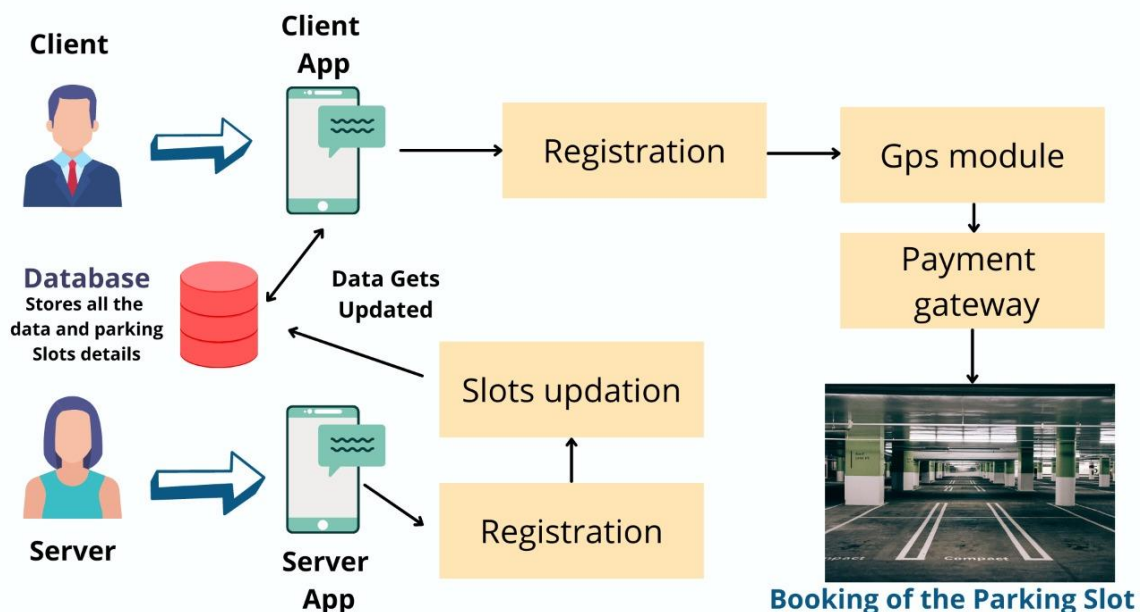 Client
Client
App
Registration
Gps module
Payment
gateway
Database
Stores all the
data and parking
Slots details
Data Gets
Updated
Slots updation
Registration
Server
Server
App
Compact
Booking of the Parking Slot